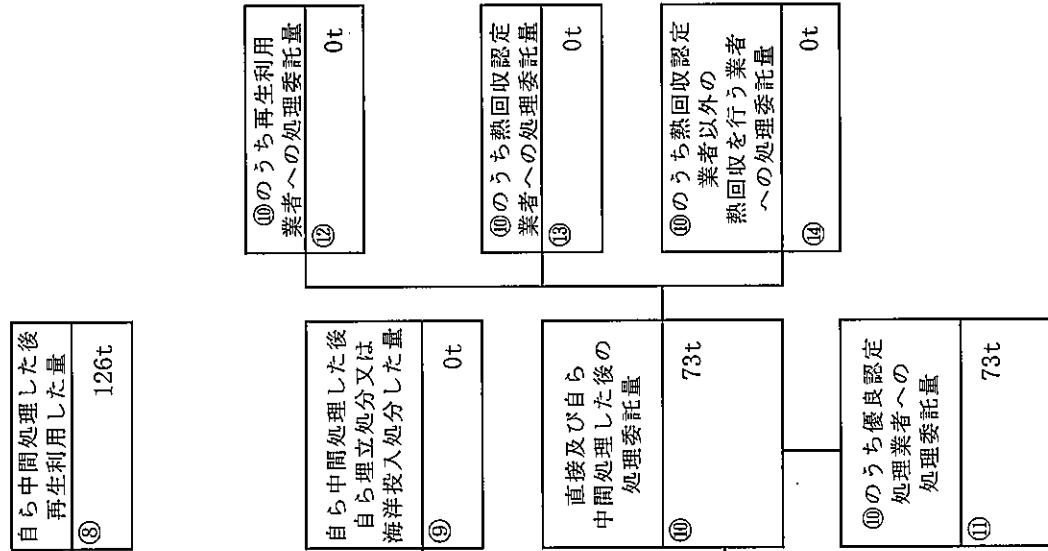 自ら中間処理した後
再生利用した量
⑧
126t
自ら中間処理した後
自ら埋立処分又は
海洋投入処分した量
⑨
0t
直接及び自ら
中間処理した後の
処理委託量
⑩
73t
⑩のうち優良認定
処理業者への
処理委託量
⑪
73t
⑩のうち再生利用
業者への処理委託量
⑫
0t
⑩のうち熱回収認定
業者への処理委託量
⑬
0t
⑩のうち熱回収認定
業者以外の
熱回収を行う業者
への処理委託量
⑭
0t